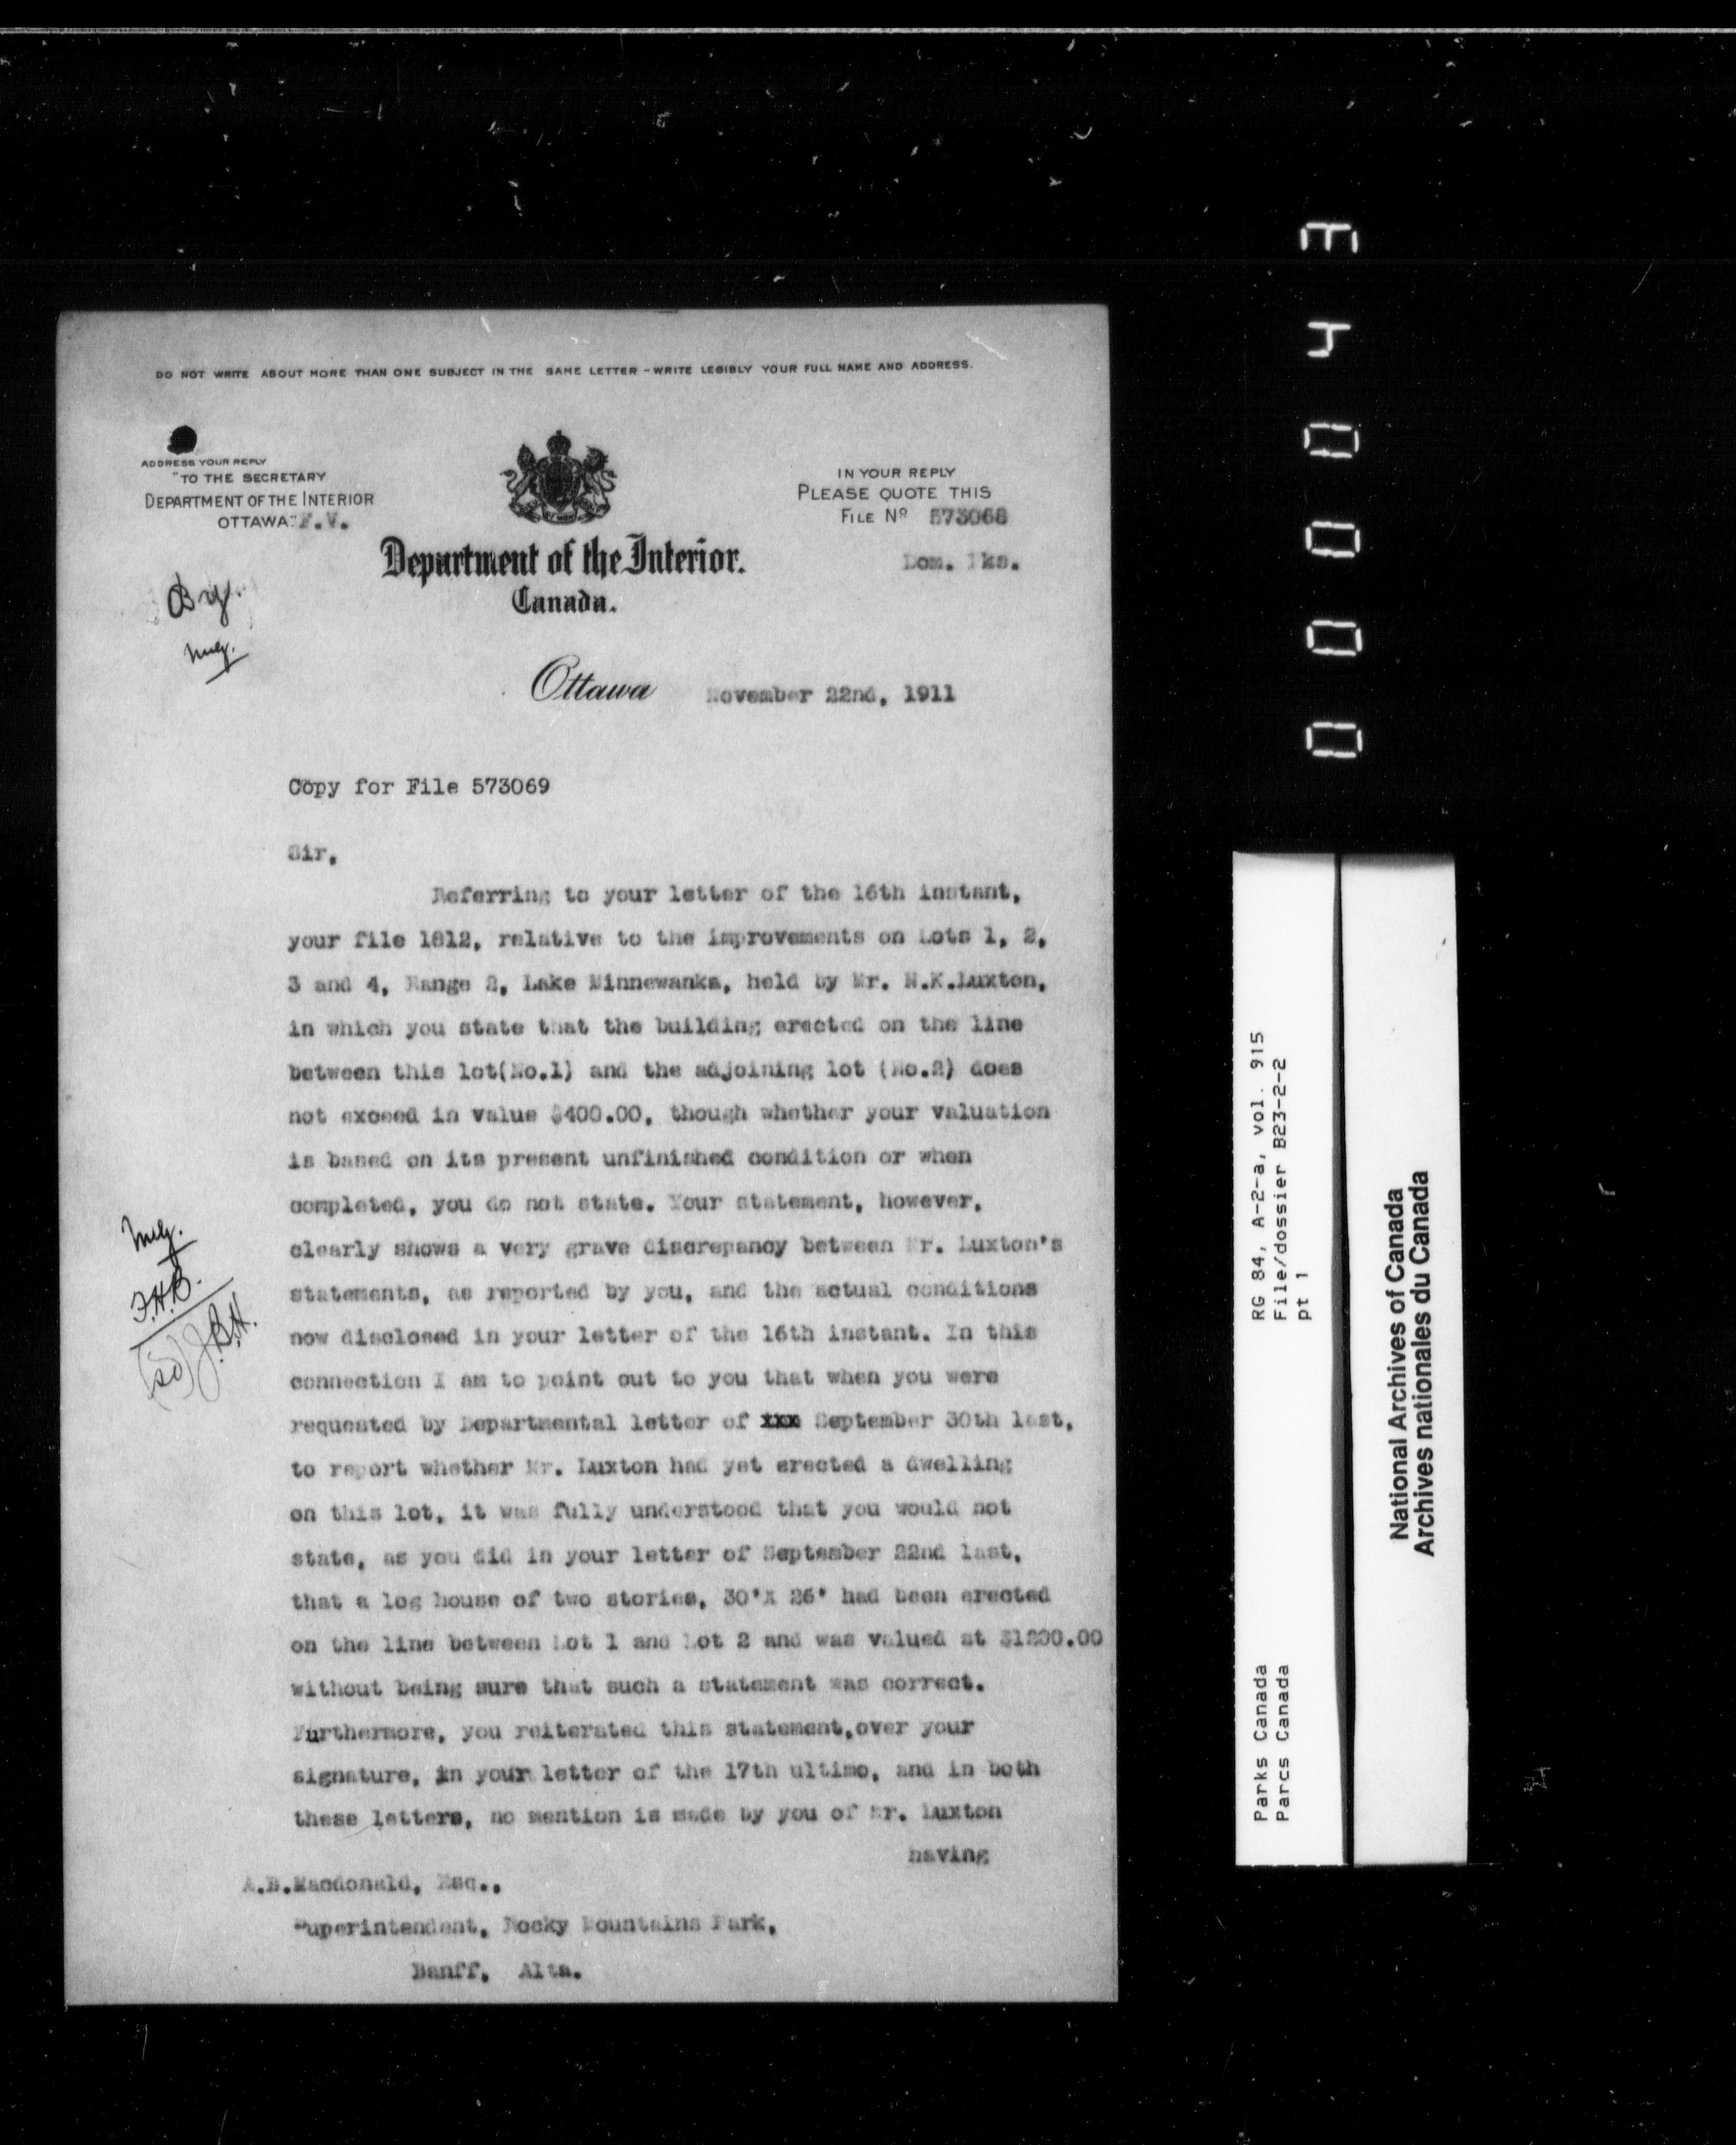 DO NOT WRITE ABOUT MORE THAN ONE SUBJECT IN THE SAME LETTER - WRITE LEGIBLY YOUR FULL NAME AND ADDRESS.
ADDRESS YOUR REPLY
"TO THE SECRETARY
DEPARTMENT OF THE INTERIOR
OTTAWA" F.V.
IN YOUR REPLY
PLEASE QUOTE THIS
FILE No 573068
Dom. Pks.
Department of the Interior.
Canada.
Ottawa November 22nd, 1911
Copy for File 573069
Sir,
Referring to your letter of the 16th instant,
your file 1812, relative to the improvements on Lots 1, 2,
3 and 4, Range 2, Lake Minnewanka, held by Mr. N.K.Luxton,
in which you state that the building erected on the line
between this lot(No.1) and the adjoining lot (No.2) does
not exceed in value $400.00, though whether your valuation
is based on its present unfinished condition or when
completed, you do not state. Your statement, however,
clearly shows a very grave discrepancy between Mr. Luxton's
statements, as reported by you, and the actual conditions
now disclosed in your letter of the 16th instant. In this
connection I am to point out to you that when you were
requested by Departmental letter of xxx September 30th last,
to report whether Mr. Luxton had yet erected a dwelling
on this lot, it was fully understood that you would not
state, as you did in your letter of September 22nd last,
that a log house of two stories, 30'X 26' had been erected
on the line between Lot 1 and Lot 2 and was valued at $1200.00
without being sure that such a statement was correct.
Furthermore, you reiterated this statement,over your
signature, in your letter of the 17th ultimo, and in both
these letters, no mention is made by you of Mr. Luxton
having
A.B.Macdonald, Esq.,
Superintendent, Rocky Mountains Park,
Banff, Alta.
F.H.B.
(sd) J.B.H.
000043
RG 84, A-2-a, vol. 915
File/dossier B23-2-2
pt 1
Parks Canada
Parcs Canada
National Archives of Canada
Archives nationales du Canada